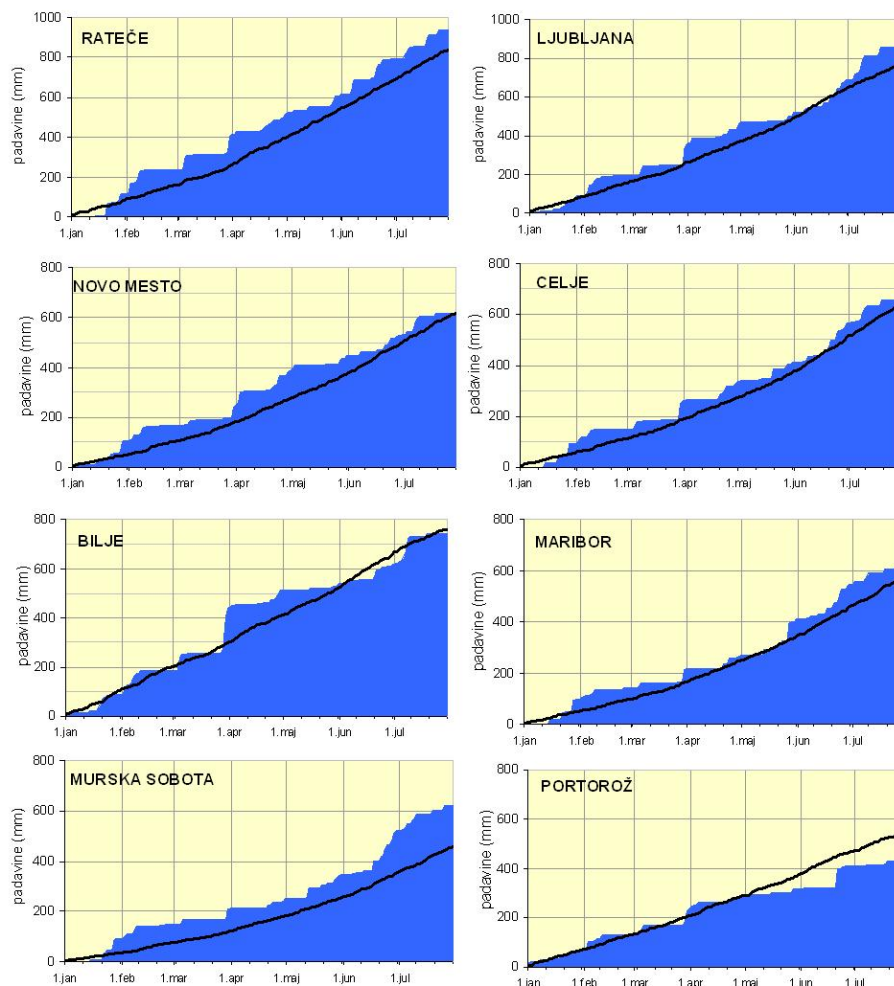 RATEČE
padavine (mm)
1000
800
600
400
200
0
1.jan 1.feb 1.mar 1.apr 1.maj 1.jun 1.jul
LJUBLJANA
padavine (mm)
1000
800
600
400
200
0
1.jan 1.feb 1.mar 1.apr 1.maj 1.jun 1.jul
NOVO MESTO
padavine (mm)
800
600
400
200
0
1.jan 1.feb 1.mar 1.apr 1.maj 1.jun 1.jul
CELJE
padavine (mm)
800
600
400
200
0
1.jan 1.feb 1.mar 1.apr 1.maj 1.jun 1.jul
BILJE
padavine (mm)
800
600
400
200
0
1.jan 1.feb 1.mar 1.apr 1.maj 1.jun 1.jul
MARIBOR
padavine (mm)
800
600
400
200
0
1.jan 1.feb 1.mar 1.apr 1.maj 1.jun 1.jul
MURSKA SOBOTA
padavine (mm)
800
600
400
200
0
1.jan 1.feb 1.mar 1.apr 1.maj 1.jun 1.jul
PORTOROŽ
padavine (mm)
800
600
400
200
0
1.jan 1.feb 1.mar 1.apr 1.maj 1.jun 1.jul